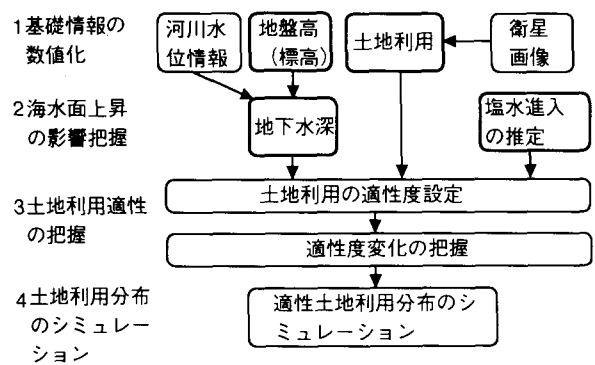 1基礎情報の
数値化
河川水
位情報
地盤高
(標高)
土地利用
衛星
画像
2海水面上昇
の影響把握
地下水深
塩水進入
の推定
3土地利用適性
の把握
土地利用の適性度設定
適性度変化の把握
4土地利用分布
のシミュレー
ション
適性土地利用分布のシ
ミュレーション